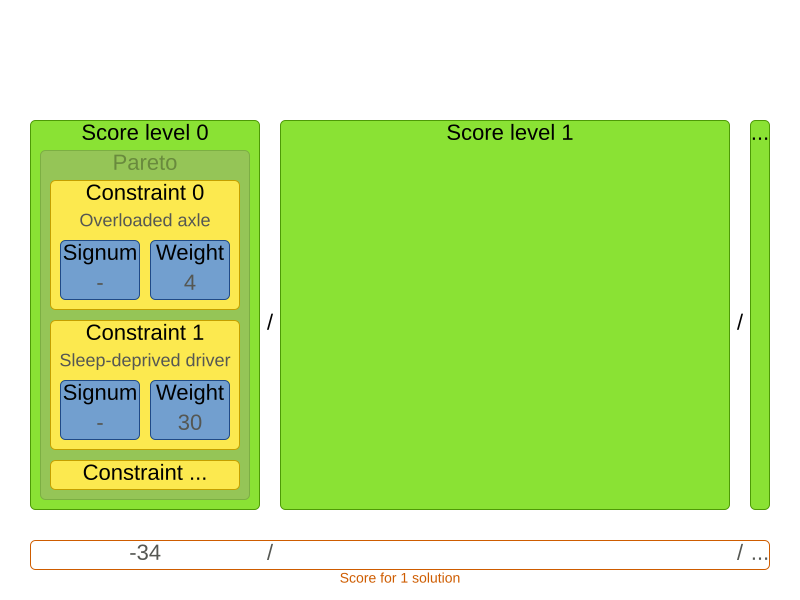 Score level 0
Pareto
Constraint 0
Overloaded axle
Signum
-
Weight
4
Constraint 1
Sleep-deprived driver
Signum
-
Weight
30
Constraint ...
/
Score level 1
/
...
-34 / / ...
Score for 1 solution